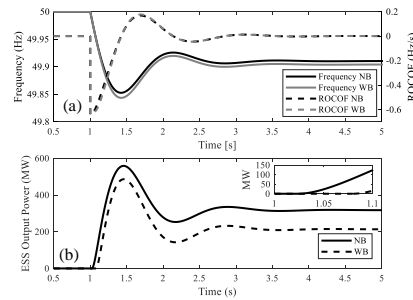 50
49.95
49.9
49.85
49.8
Frequency (Hz)
0.2
0
-0.2
-0.4
-0.6
ROCOF (Hz/s)
(a)
Frequency NB
Frequency WB
ROCOF NB
ROCOF WB
0.5 1 1.5 2 2.5 3 3.5 4 4.5 5
Time [s]
600
400
200
0
ESS Output Power (MW)
150
100
50
0
MW
1 1.05 1.1
(b)
NB
WB
0.5 1 1.5 2 2.5 3 3.5 4 4.5 5
Time (s)